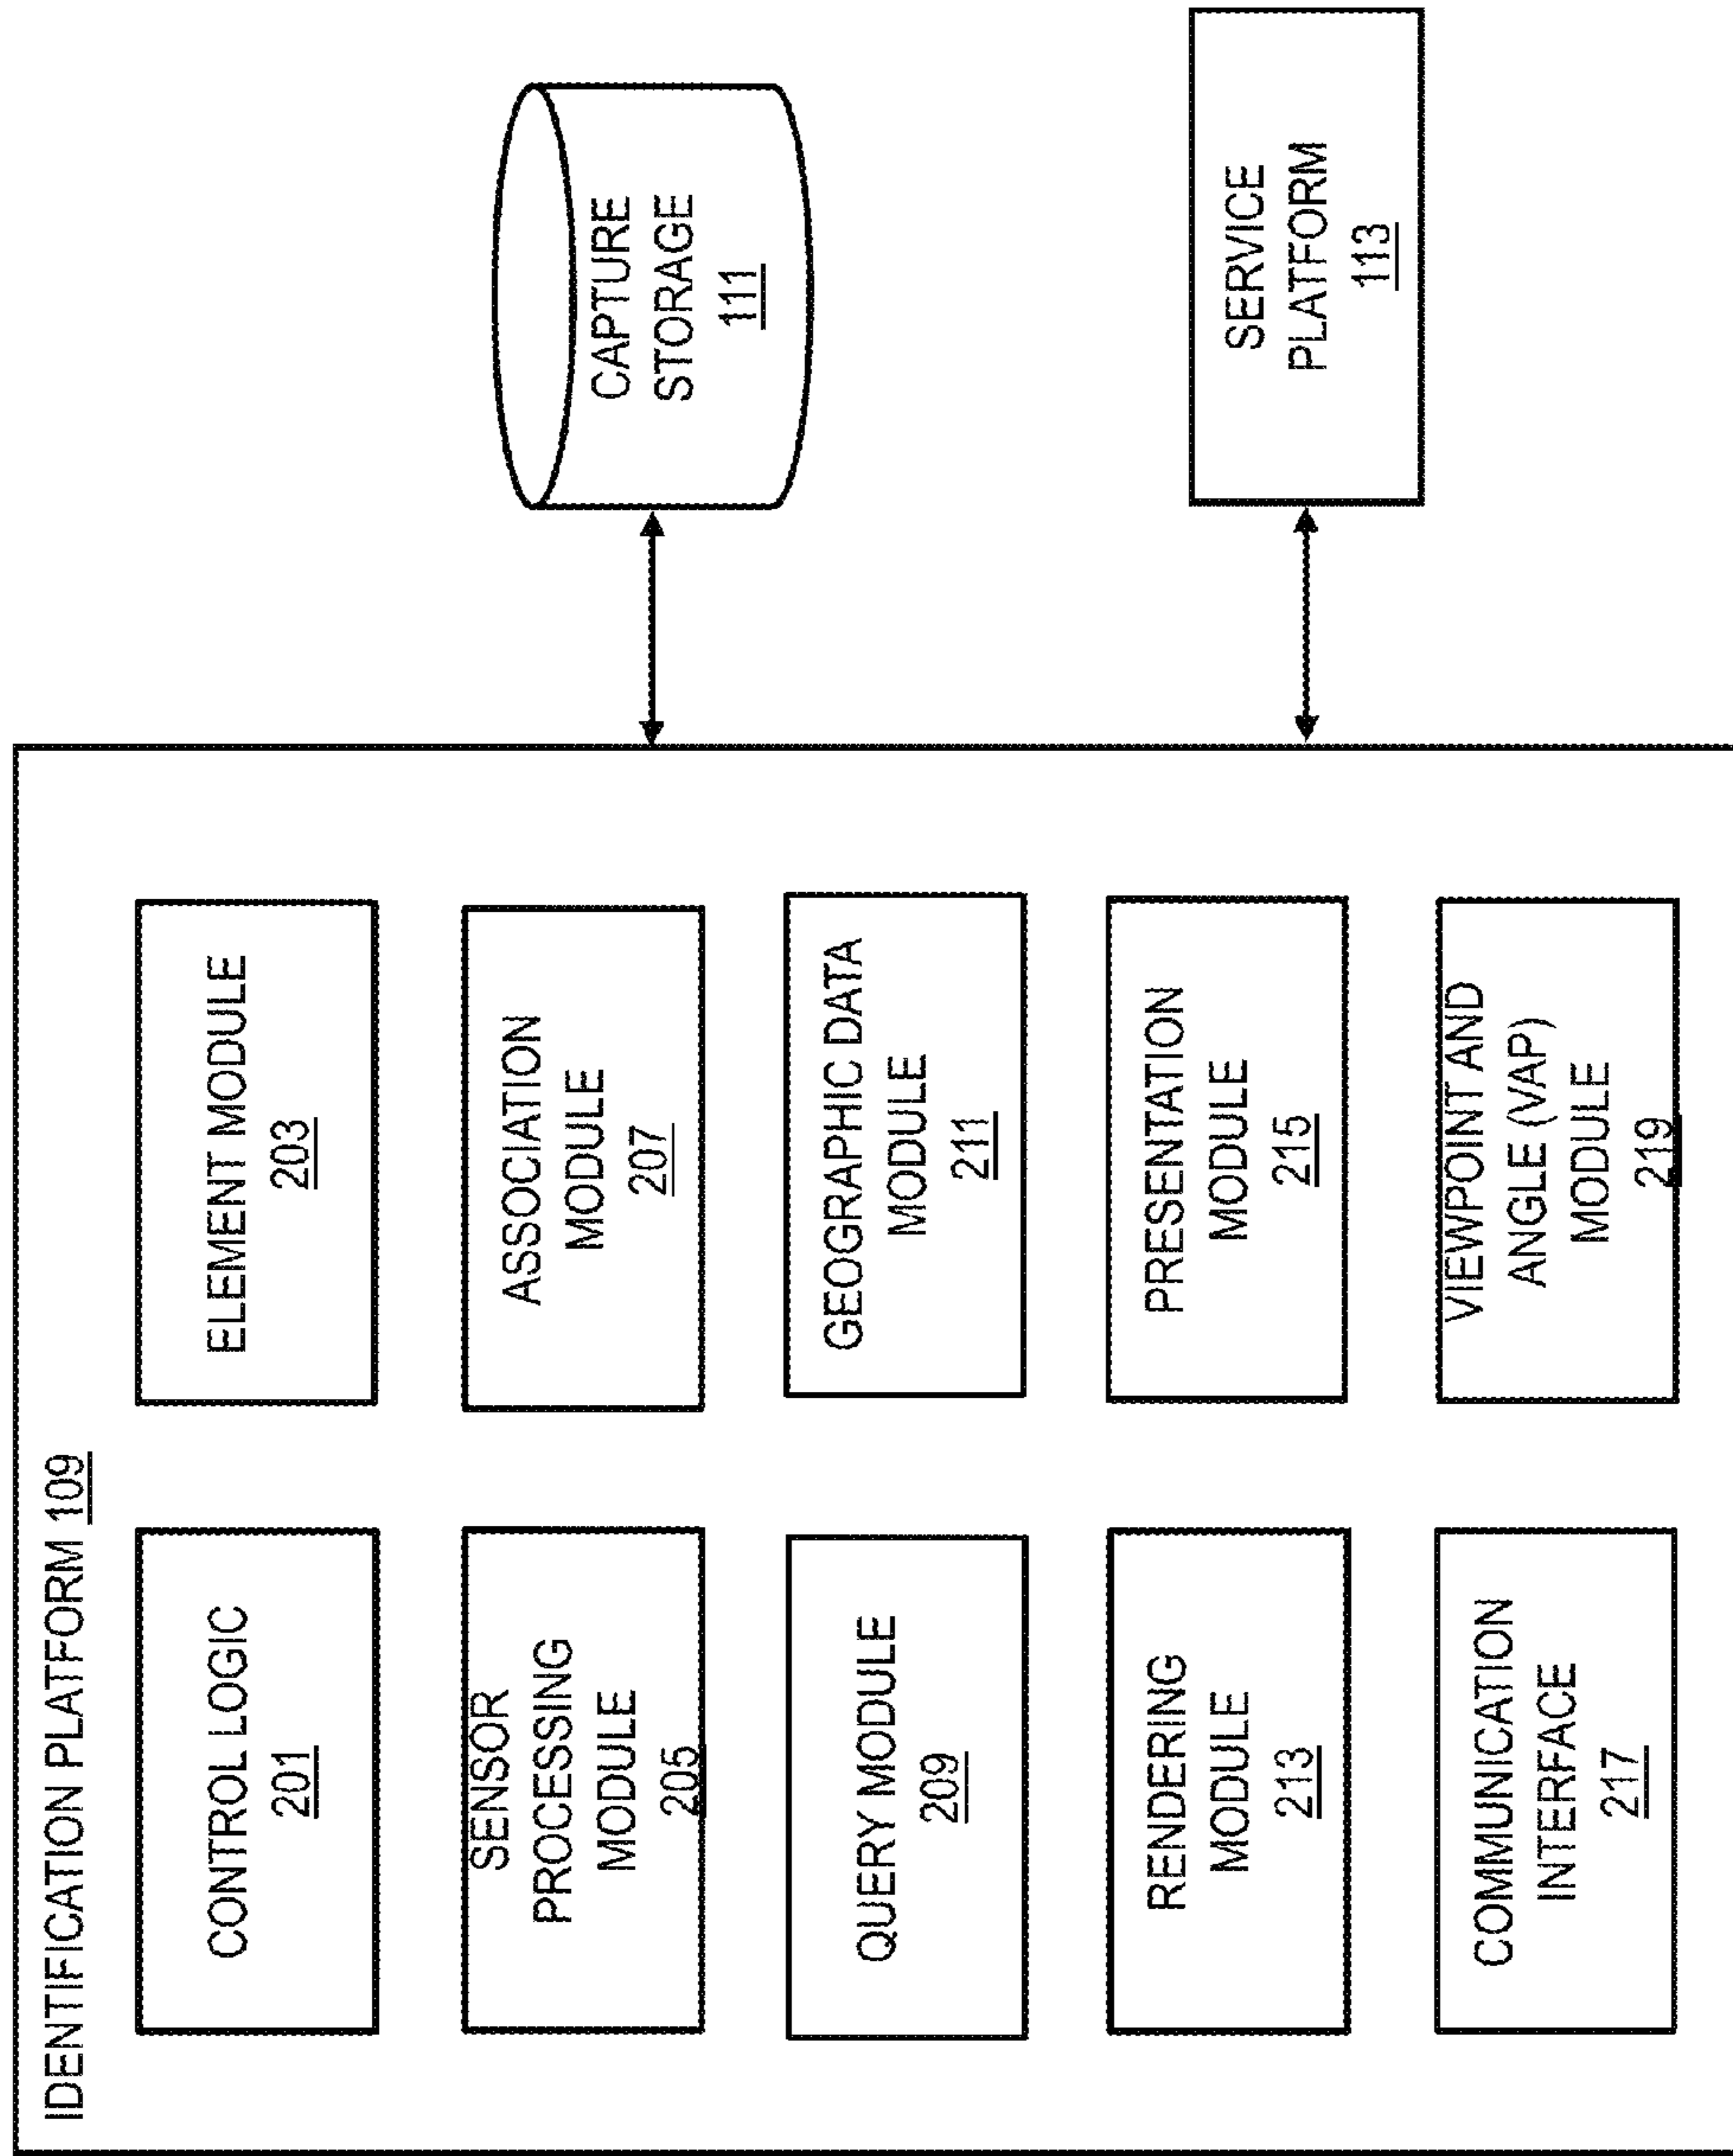 IDENTIFICATION PLATFORM 109
CONTROL LOGIC
201
ELEMENT MODULE
203
SENSOR
PROCESSING
MODULE
205
ASSOCIATION
MODULE
207
QUERY MODULE
209
GEOGRAPHIC DATA
MODULE
211
RENDERING
MODULE
213
PRESENTATION
MODULE
215
COMMUNICATION
INTERFACE
217
VIEWPOINT AND
ANGLE (VAP)
MODULE
219
CAPTURE
STORAGE
111
SERVICE
PLATFORM
113